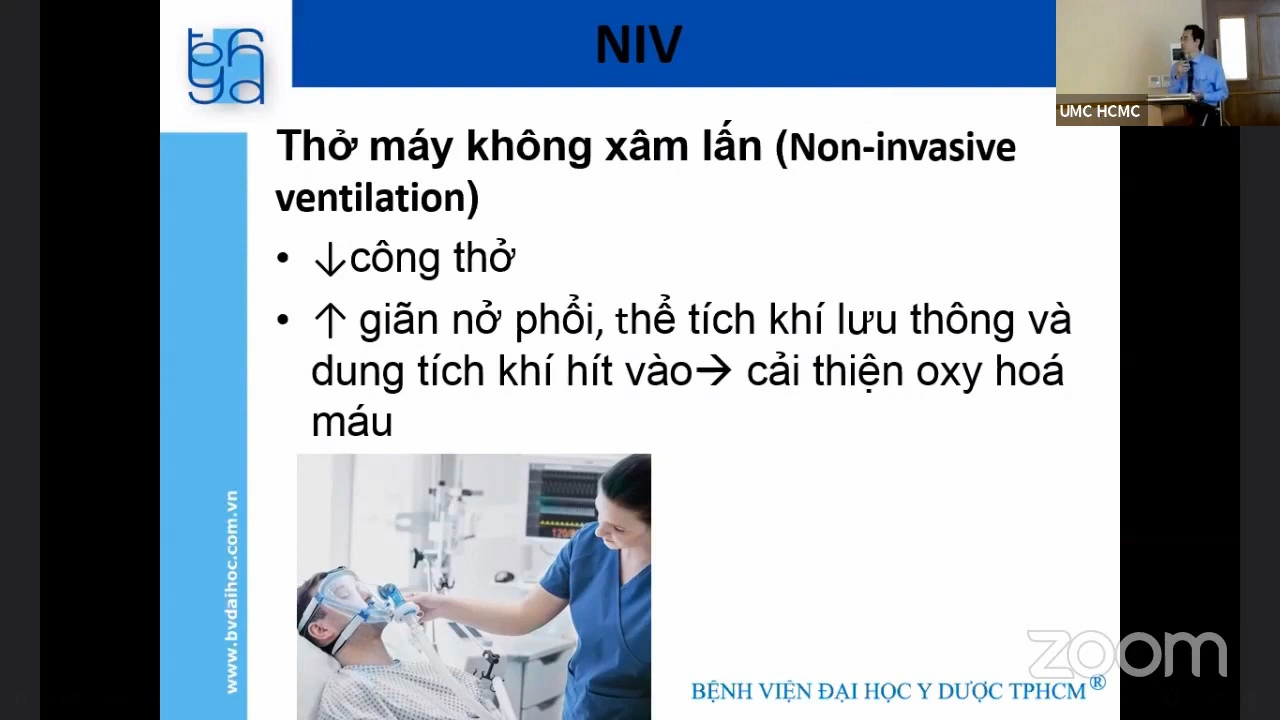 NIV
UMC HCMC
Thở máy không xâm lấn (Non-invasive
ventilation)
• ↓công thở
• ↑ giãn nở phổi, thể tích khí lưu thông và
dung tích khí hít vào→ cải thiện oxy hoá
máu
www.bvdaihoc.com.vn
zoom
BỆNH VIỆN ĐẠI HỌC Y DƯỢC TPHCM®